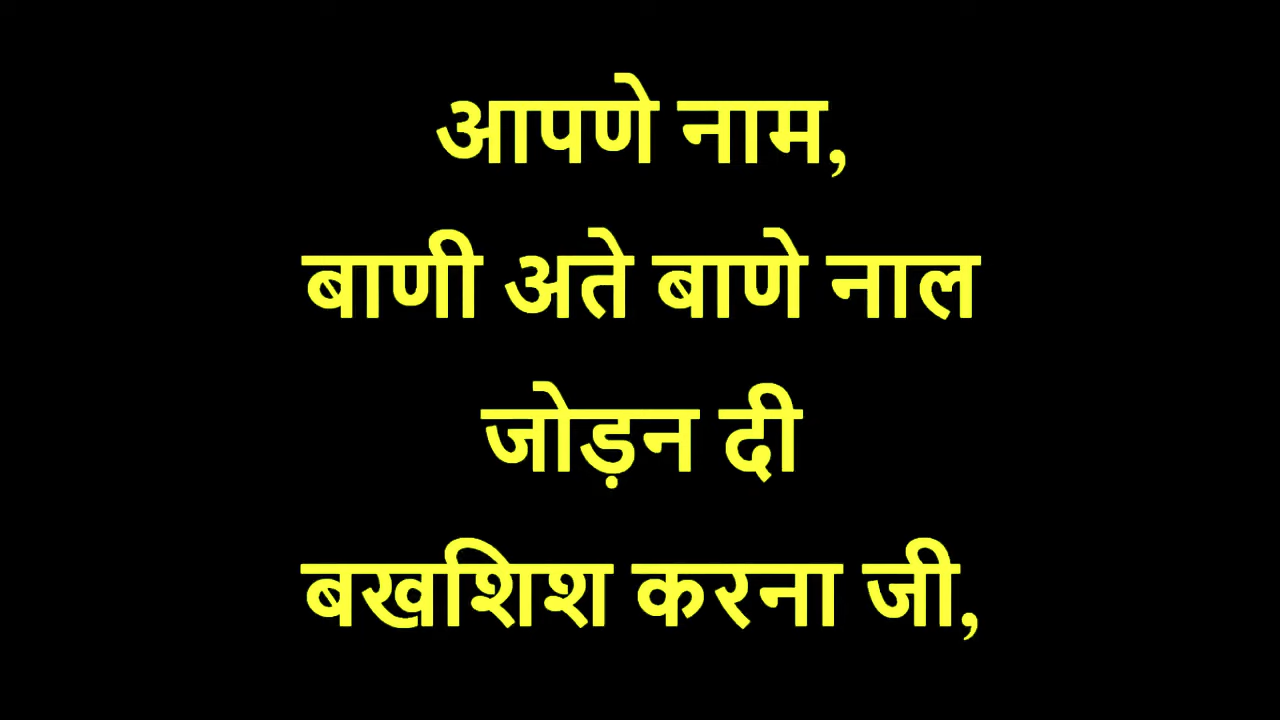 आपणे नाम,
बाणी अते बाणे नाल
जोड़न दी
बखशिश करना जी,